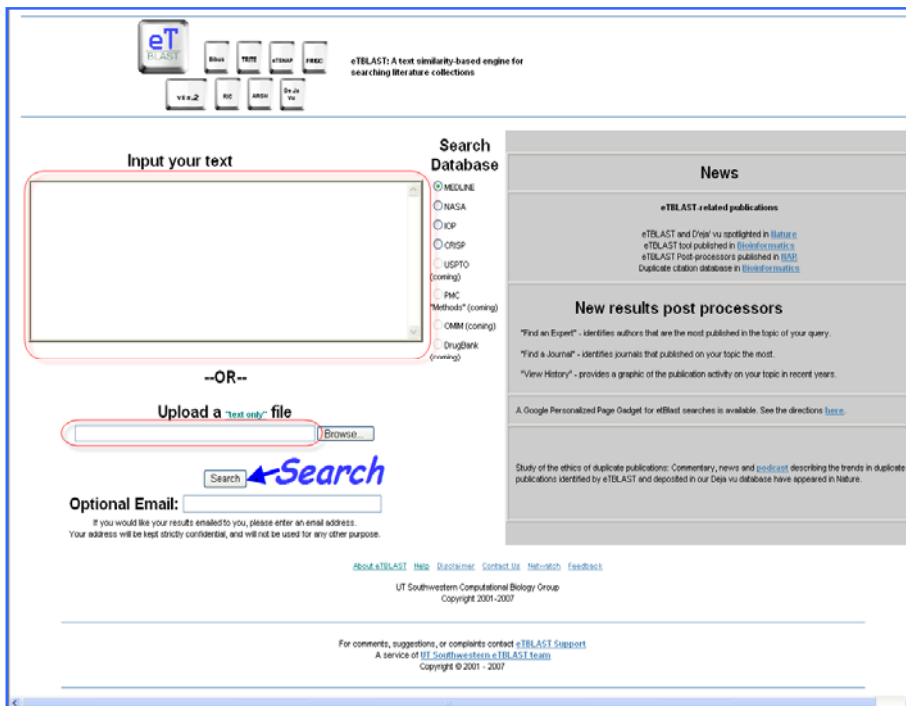 eT
BLAST
TRITE
eTSNAP
ver.2
RIC
ARGH
De Ja
Vu
eTBLAST: A text similarity-based engine for
searching literature collections
Input your text
Search
Database
MEDLINE
NASA
IOP
CRISP
USPTO
(coming)
PMC
"Methods" (coming)
OMIM (coming)
DrugBank
(coming)
--OR--
Upload a "text only" file
Browse...
Search
Search
Optional Email:
If you would like your results emailed to you, please enter an email address.
Your address will be kept strictly confidential, and will not be used for any other purpose.
News
eTBLAST-related publications
eTBLAST and D'eja' vu spotlighted in Nature
eTBLAST tool published in Bioinformatics
eTBLAST Post-processors published in NAR
Duplicate citation database in Bioinformatics
New results post processors
"Find an Expert" - identifies authors that are the most published in the topic of your query.
"Find a Journal" - identifies journals that published on your topic the most.
"View History" - provides a graphic of the publication activity on your topic in recent years.
A Google Personalized Page Gadget for etBlast searches is available. See the directions here.
Study of the ethics of duplicate publications: Commentary, news and podcast describing the trends in duplicate
publications identified by eTBLAST and deposited in our Deja vu database have appeared in Nature.
About eTBLAST Help Disclaimer Contact Us Netwatch Feedback
UT Southwestern Computational Biology Group
Copyright 2001-2007
For comments, suggestions, or complaints contact eTBLAST Support
A service of UT Southwestern eTBLAST team
Copyright © 2001 - 2007